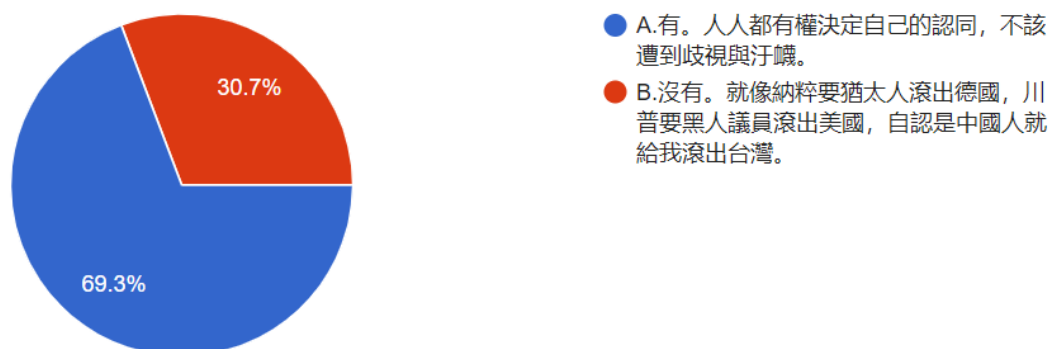 30.7%
69.3%
A.有。人人都有權決定自己的認同，不該
遭到歧視與汙衊。
B.沒有。就像納粹要猶太人滾出德國，川
普要黑人議員滾出美國，自認是中國人就
給我滾出台灣。